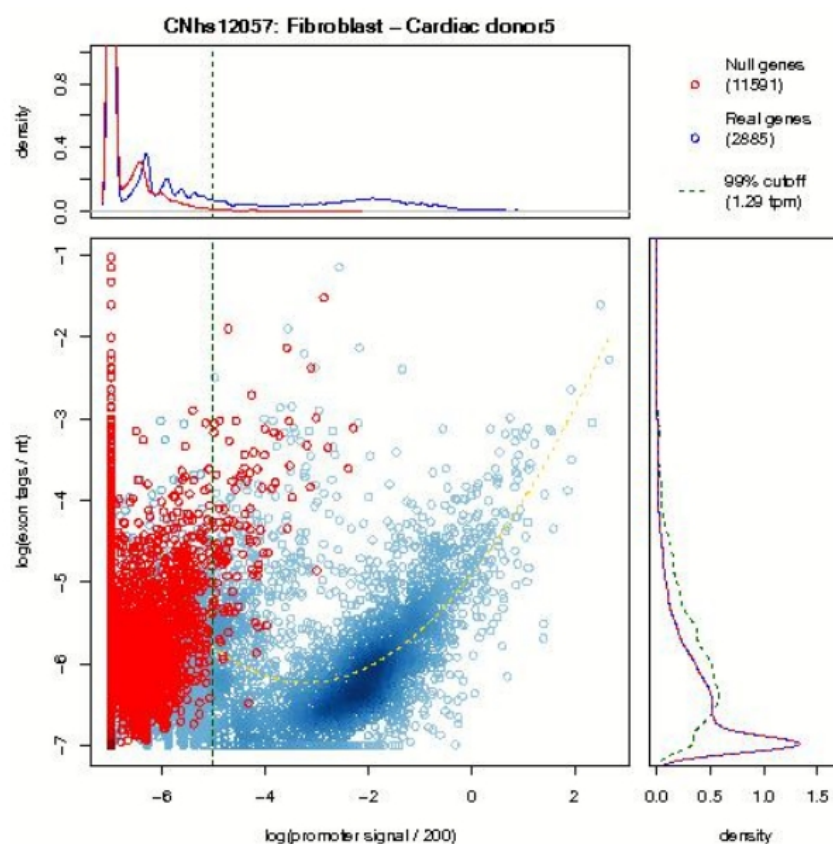 CNhs12057: Fibroblast – Cardiac donor5
density
0.0
0.4
0.8
Null genes
(11591)
Real genes
(2885)
99% cutoff
(1.29 tpm)
log(exon tags / nt)
-1
-2
-3
-4
-5
-6
-7
-6
-4
-2
0
2
log(promoter signal / 200)
0.0
0.5
1.0
1.5
density